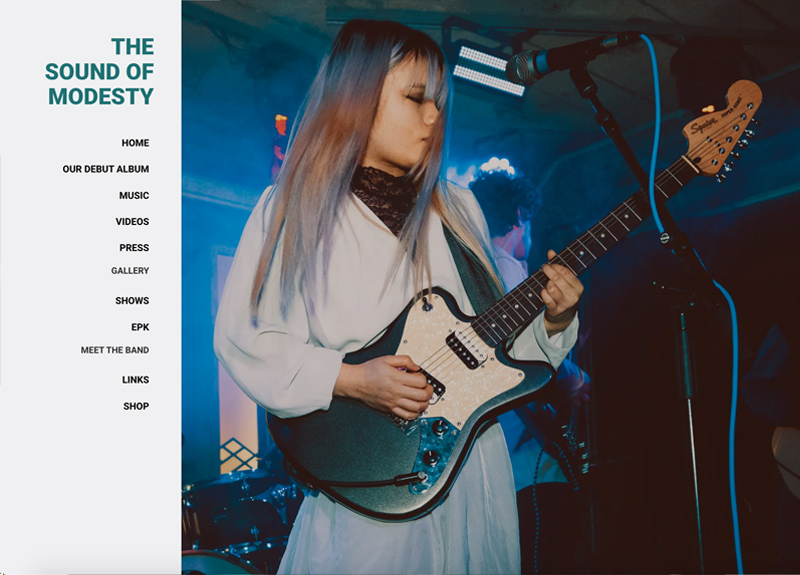 THE
SOUND OF
MODESTY
HOME
OUR DEBUT ALBUM
MUSIC
VIDEOS
PRESS
GALLERY
SHOWS
EPK
MEET THE BAND
LINKS
SHOP
Squier